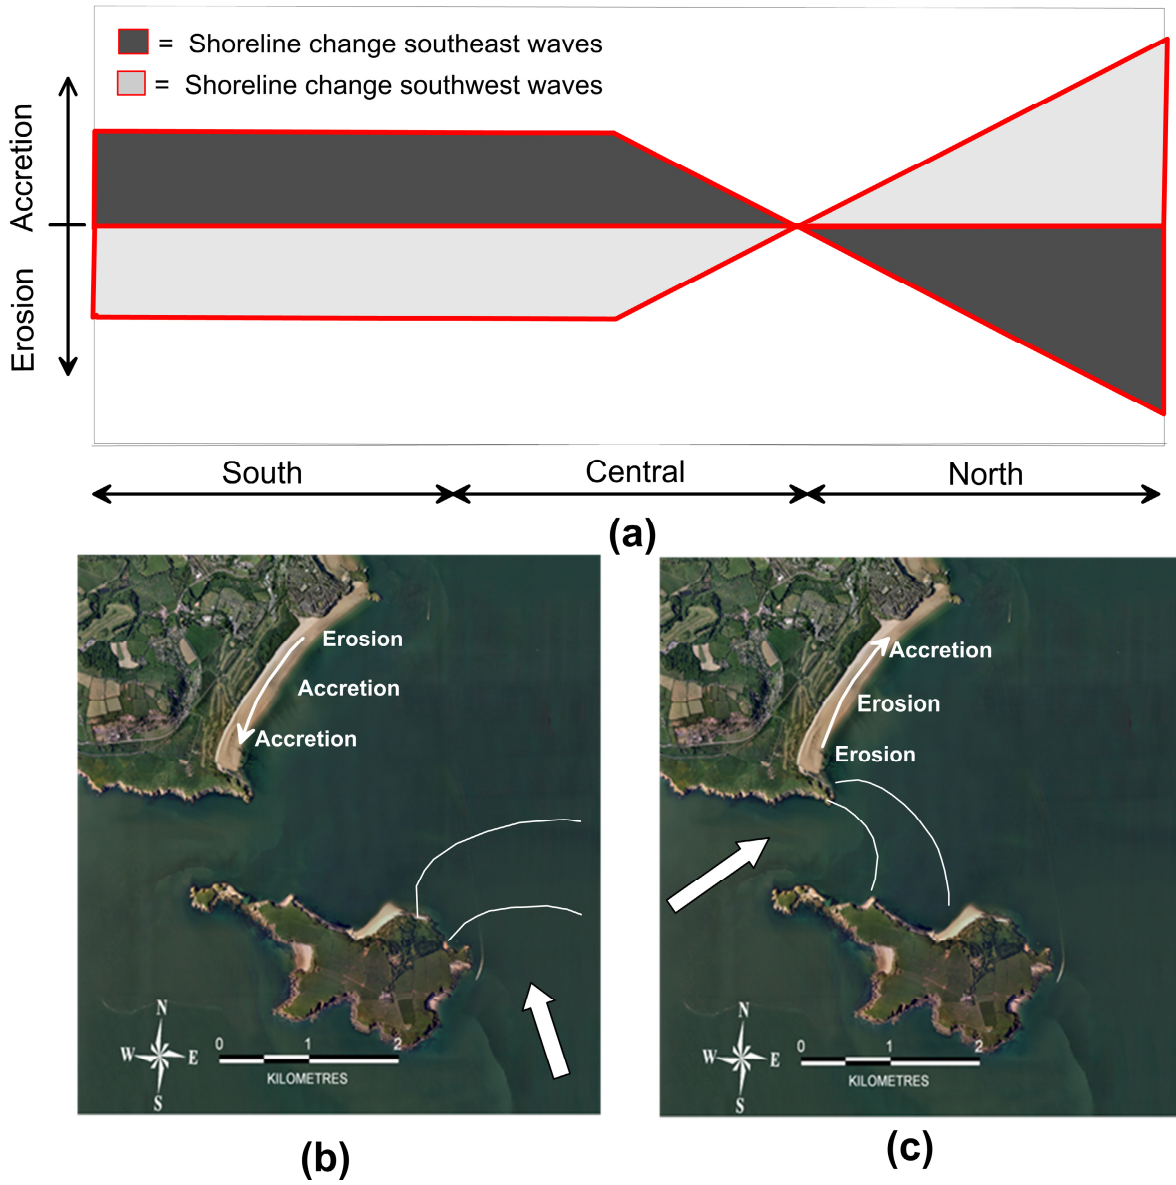 = Shoreline change southeast waves
= Shoreline change southwest waves
Accretion
Erosion
South
Central
North
(a)
Erosion
Accretion
Accretion
N
W
E
S
0
1
2
KILOMETRES
(b)
Accretion
Erosion
Erosion
N
W
E
S
0
1
2
KILOMETRES
(c)